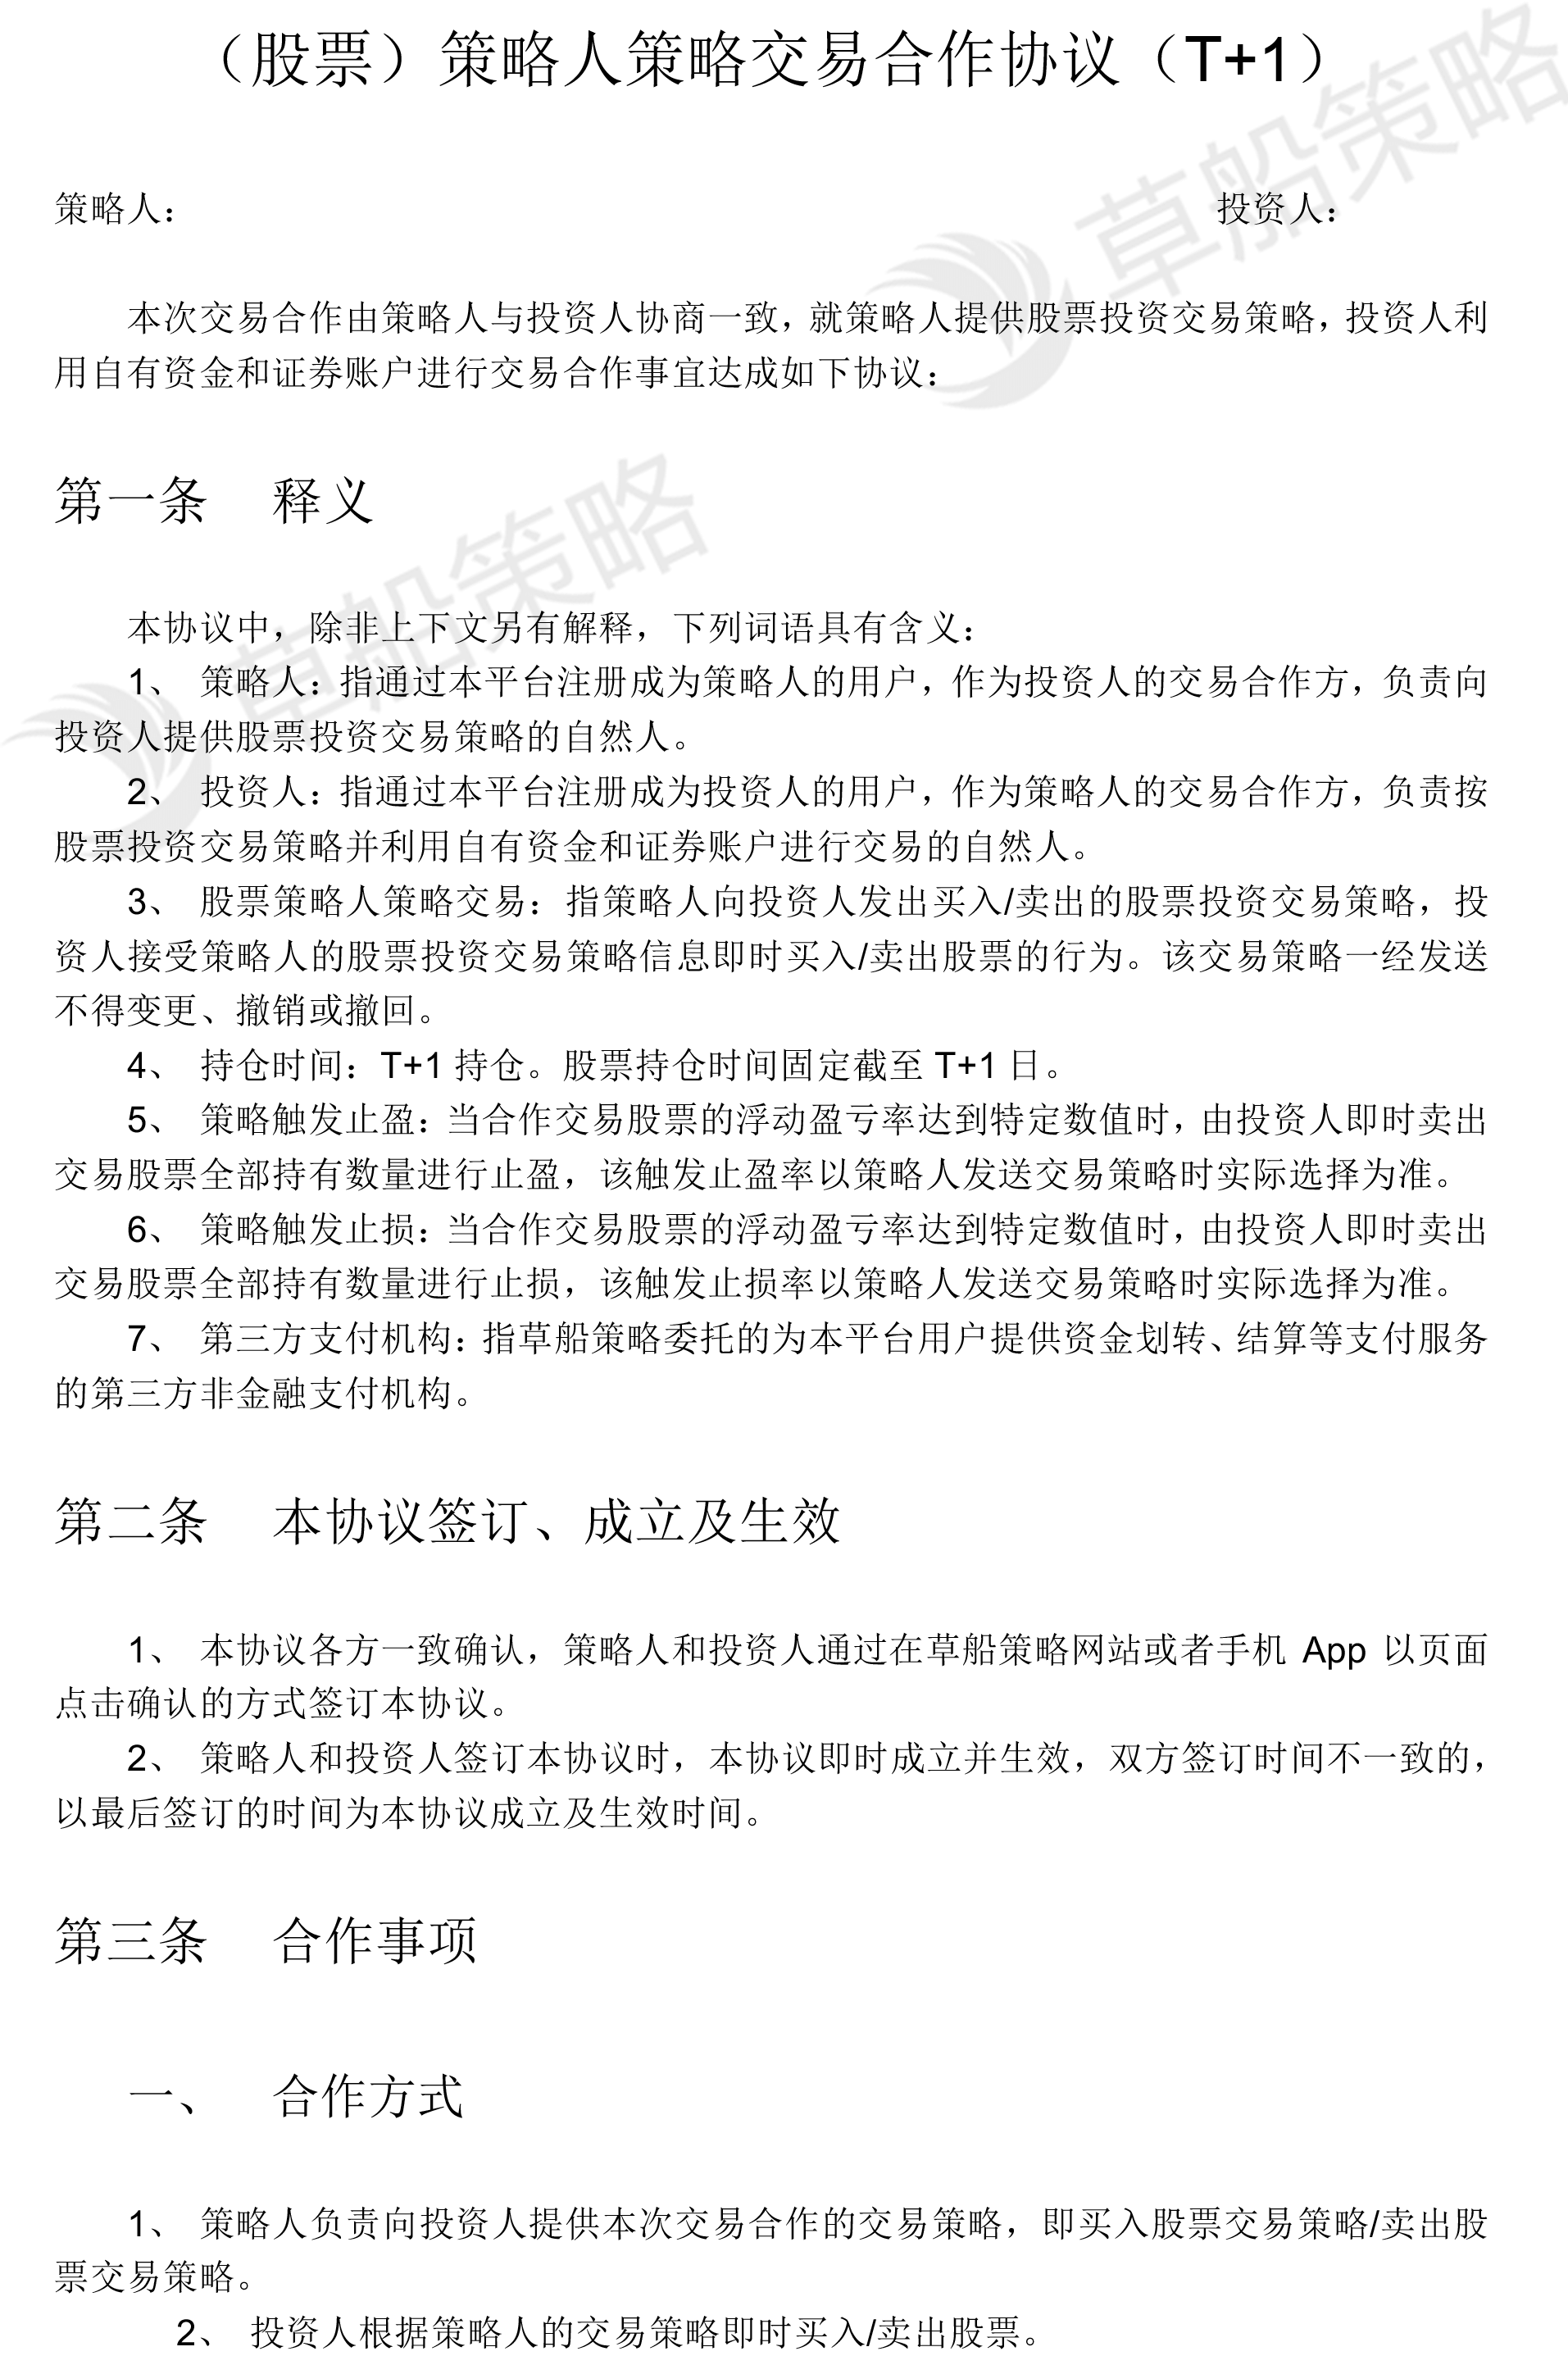 （股票）策略人策略交易合作协议（T+1）
策略人：
投资人：
本次交易合作由策略人与投资人协商一致，就策略人提供股票投资交易策略，投资人利
用自有资金和证券账户进行交易合作事宜达成如下协议：
第一条 释义
本协议中，除非上下文另有解释，下列词语具有含义：
1、 策略人：指通过本平台注册成为策略人的用户，作为投资人的交易合作方，负责向
投资人提供股票投资交易策略的自然人。
2、 投资人：指通过本平台注册成为投资人的用户，作为策略人的交易合作方，负责按
股票投资交易策略并利用自有资金和证券账户进行交易的自然人。
3、 股票策略人策略交易：指策略人向投资人发出买入/卖出的股票投资交易策略，投
资人接受策略人的股票投资交易策略信息即时买入/卖出股票的行为。该交易策略一经发送
不得变更、撤销或撤回。
4、 持仓时间：T+1 持仓。股票持仓时间固定截至 T+1 日。
5、 策略触发止盈：当合作交易股票的浮动盈亏率达到特定数值时，由投资人即时卖出
交易股票全部持有数量进行止盈，该触发止盈率以策略人发送交易策略时实际选择为准。
6、 策略触发止损：当合作交易股票的浮动盈亏率达到特定数值时，由投资人即时卖出
交易股票全部持有数量进行止损，该触发止损率以策略人发送交易策略时实际选择为准。
7、 第三方支付机构：指草船策略委托的为本平台用户提供资金划转、结算等支付服务
的第三方非金融支付机构。
第二条 本协议签订、成立及生效
1、 本协议各方一致确认，策略人和投资人通过在草船策略网站或者手机 App 以页面
点击确认的方式签订本协议。
2、 策略人和投资人签订本协议时，本协议即时成立并生效，双方签订时间不一致的，
以最后签订的时间为本协议成立及生效时间。
第三条 合作事项
一、 合作方式
1、 策略人负责向投资人提供本次交易合作的交易策略，即买入股票交易策略/卖出股
票交易策略。
2、 投资人根据策略人的交易策略即时买入/卖出股票。
草船策略
草船策略